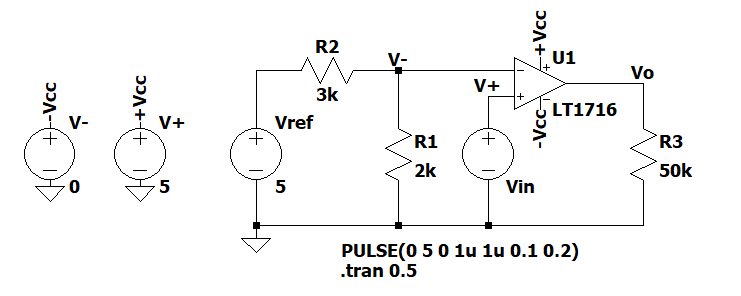 -Vcc
V-
0
+Vcc
V+
5
Vref
5
R2
3k
V-
R1
2k
V+
Vin
+Vcc
U1
-Vcc
LT1716
Vo
R3
50k
PULSE(0 5 0 1u 1u 0.1 0.2)
.tran 0.5